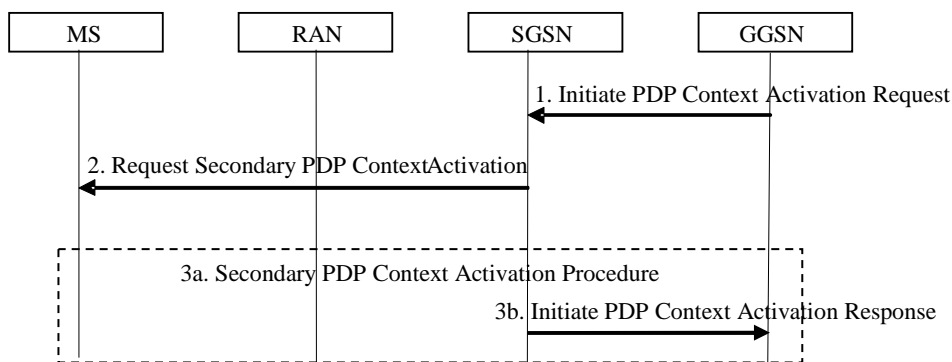 MS RAN SGSN GGSN
1. Initiate PDP Context Activation Request
2. Request Secondary PDP ContextActivation
3a. Secondary PDP Context Activation Procedure
3b. Initiate PDP Context Activation Response